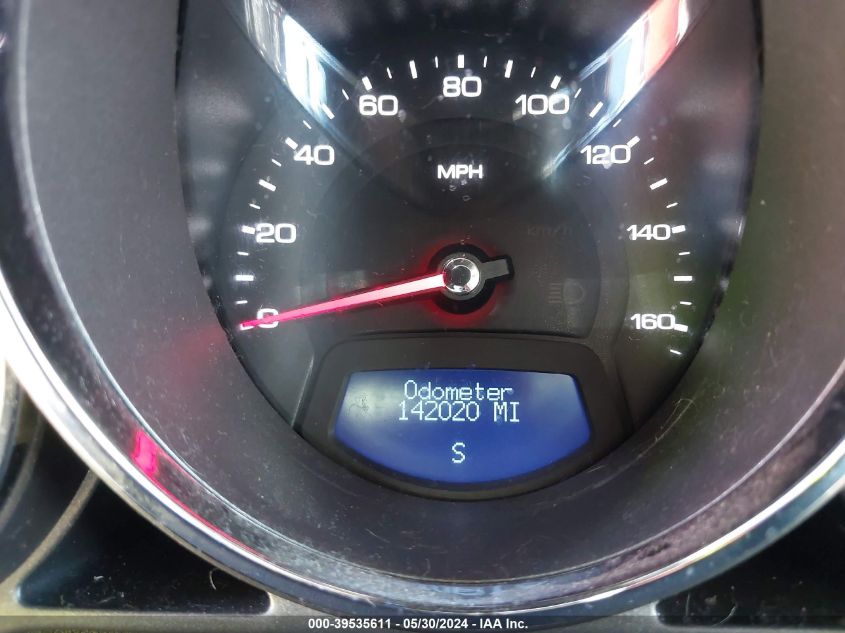 80
60 100
40 120
MPH
20 km/h 140
0 160
Odometer
142020 MI
S
000-39535611 - 05/30/2024 - IAA Inc.